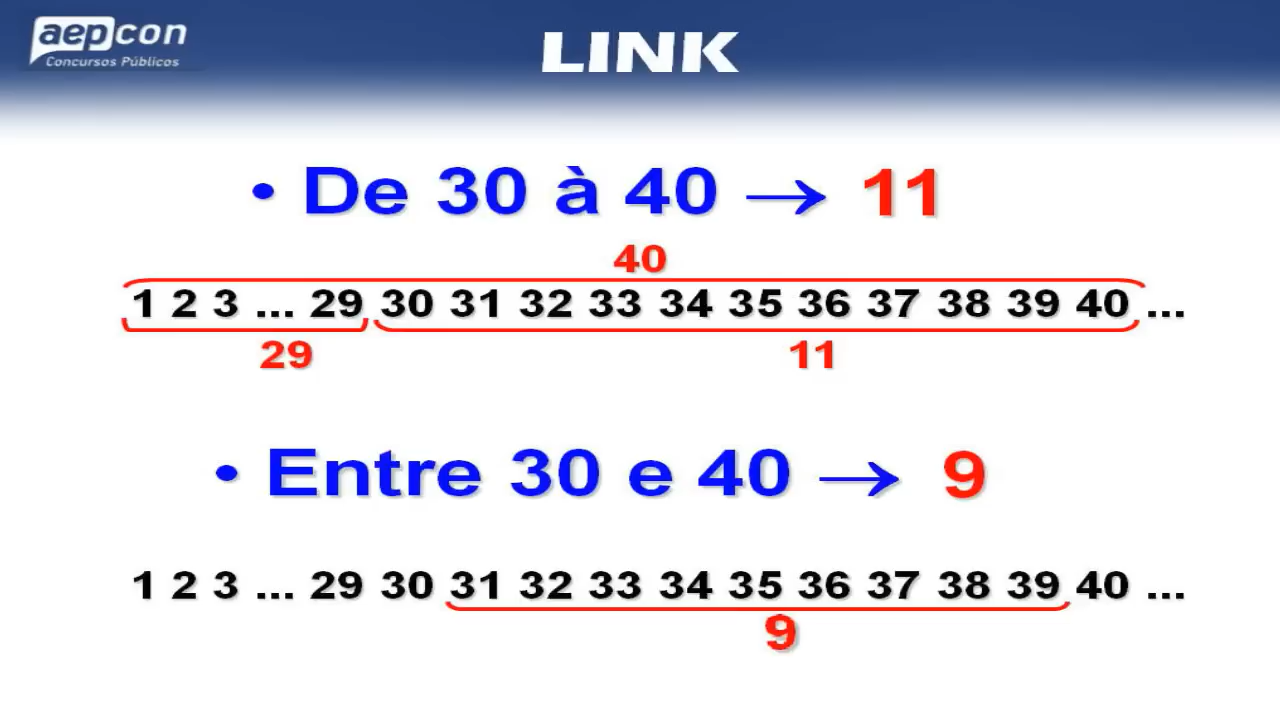 aepcon
Concursos Públicos
LINK
• De 30 à 40 → 11
40
1 2 3 ... 29 30 31 32 33 34 35 36 37 38 39 40 ...
29 11
• Entre 30 e 40 → 9
1 2 3 ... 29 30 31 32 33 34 35 36 37 38 39 40 ...
9